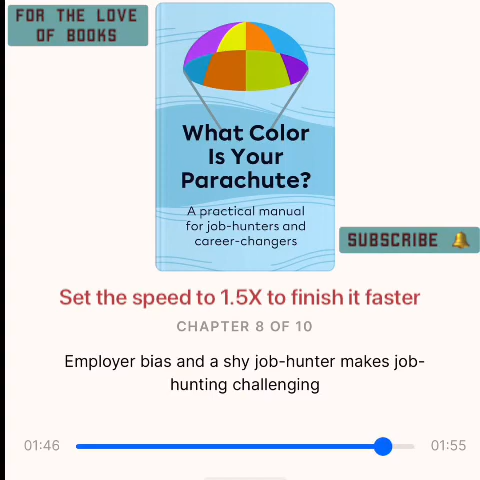 FOR THE LOVE
OF BOOKS
What Color
Is Your
Parachute?
A practical manual
for job-hunters and
career-changers
SUBSCRIBE 🔔
Set the speed to 1.5X to finish it faster
CHAPTER 8 OF 10
Employer bias and a shy job-hunter makes job-
hunting challenging
01:46
01:55